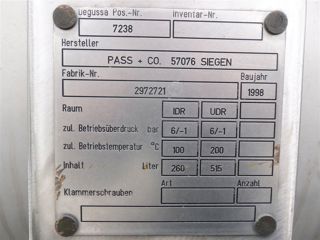 Degussa Pos.-Nr. Inventar-Nr.
7238
Hersteller
PASS + CO. 57076 SIEGEN
Fabrik-Nr. Baujahr
2972721 1998
Raum IDR UDR
zul. Betriebsüberdruck bar 6/-1 6/-1
zul. Betriebstemperatur °C 100 200
Inhalt Liter 260 515
Klammerschrauben Art Anzahl